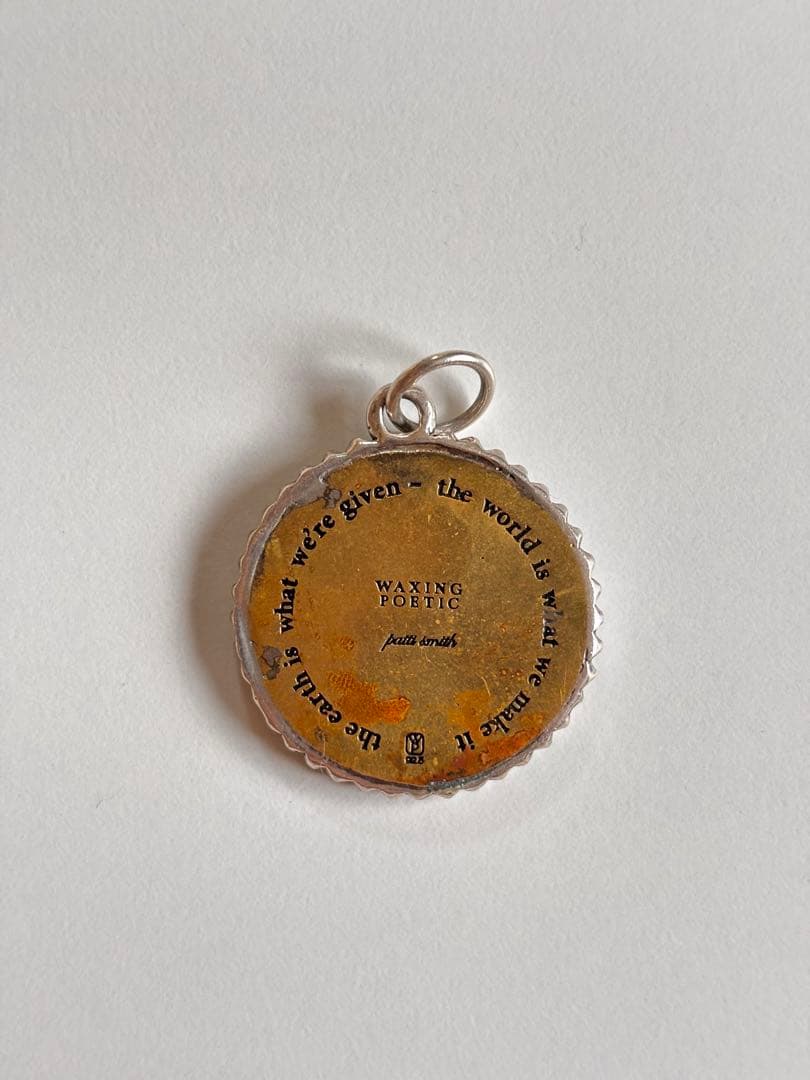 the earth is what we're given - the world is what we make it
WAXING
POETIC
patti smith
WP
925